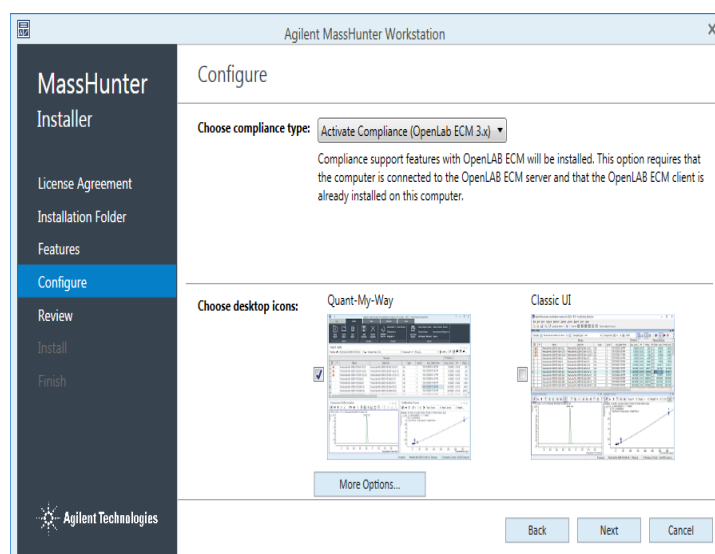 Agilent MassHunter Workstation
MassHunter
Installer
License Agreement
Installation Folder
Features
Configure
Review
Install
Finish
Agilent Technologies
Configure
Choose compliance type:
Activate Compliance (OpenLab ECM 3.x)
Compliance support features with OpenLAB ECM will be installed. This option requires that
the computer is connected to the OpenLAB ECM server and that the OpenLAB ECM client is
already installed on this computer.
Choose desktop icons:
Quant-My-Way
Classic UI
More Options...
Back
Next
Cancel